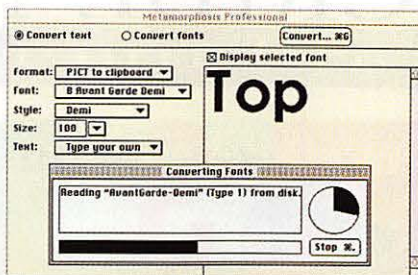 Metamorphosis Professional
Convert text
Convert fonts
Convert... ⌘G
Display selected font
Format: PICT to clipboard
Font: B Avant Garde Demi
Style: Demi
Size: 100
Text: Type your own
Top
Converting Fonts
Reading "AvantGarde-Demi" (Type 1) from disk.
Stop ⌘.